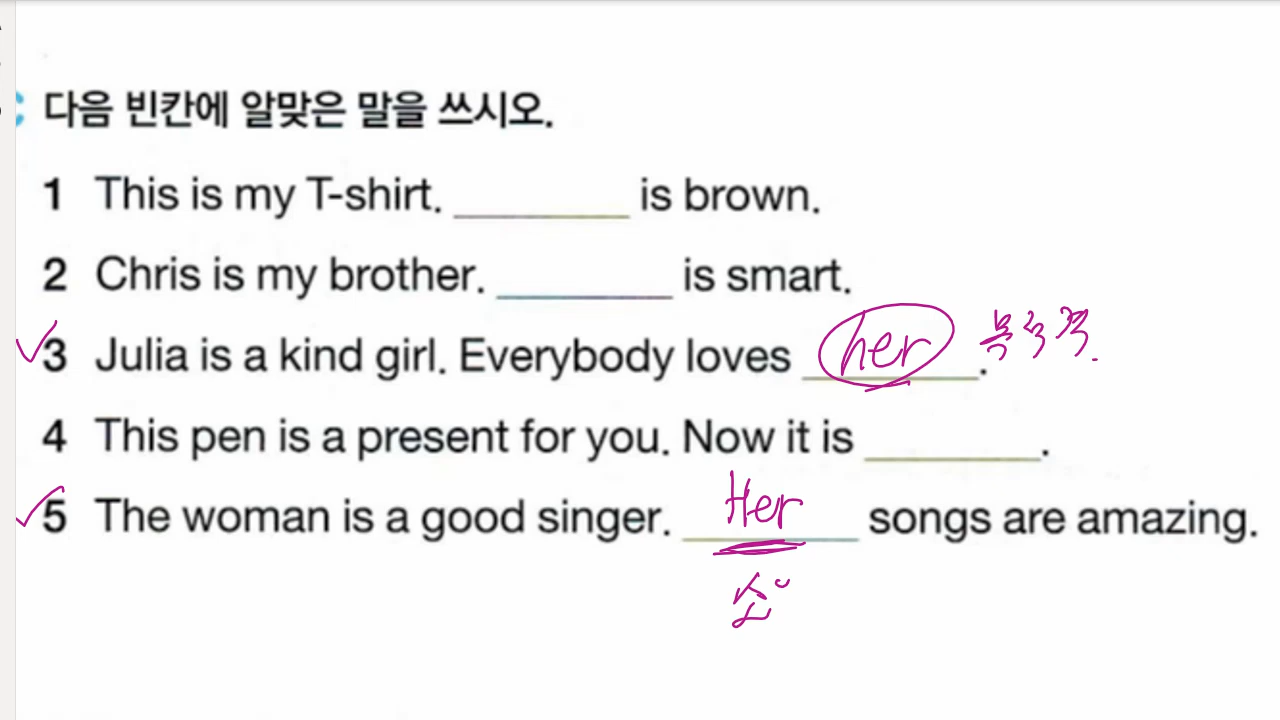 다음 빈칸에 알맞은 말을 쓰시오.
1 This is my T-shirt. ________ is brown.
2 Chris is my brother. ________ is smart.
3 Julia is a kind girl. Everybody loves her.
4 This pen is a present for you. Now it is ________.
5 The woman is a good singer. Her songs are amazing.